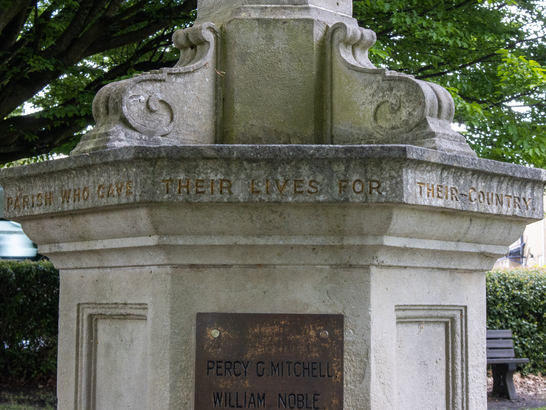 PARISH WHO GAVE THEIR LIVES FOR THEIR COUNTRY
PERCY G. MITCHELL
WILLIAM NOBLE